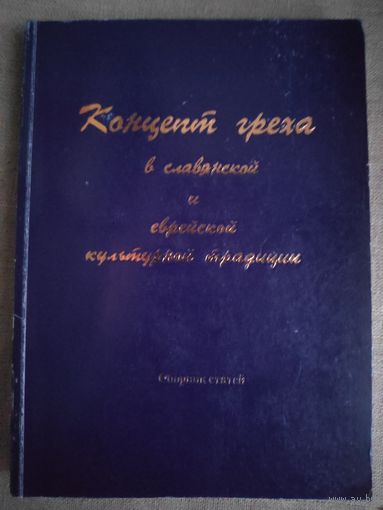 Концепт греха
в славянской
и
еврейской
культурной традиции
Сборник статей